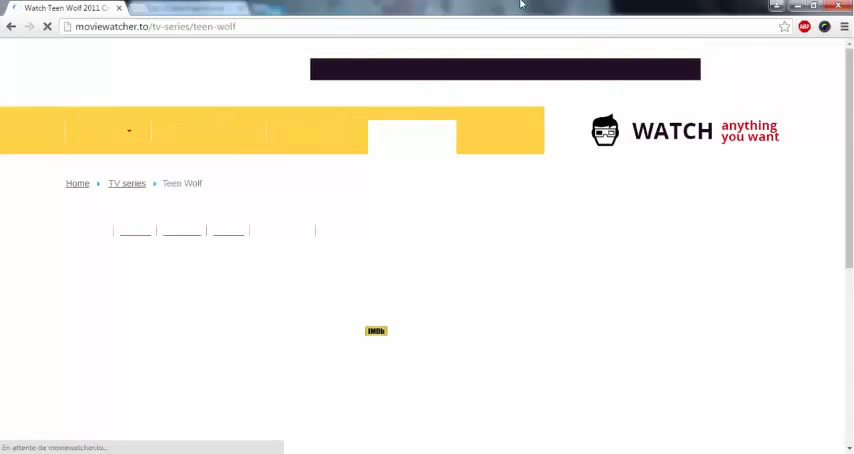 Watch Teen Wolf 2011 O
moviewatcher.to/tv-series/teen-wolf
ABP
WATCH anything you want
Home TV series Teen Wolf
IMDb
En attente de moviewatcher.to...